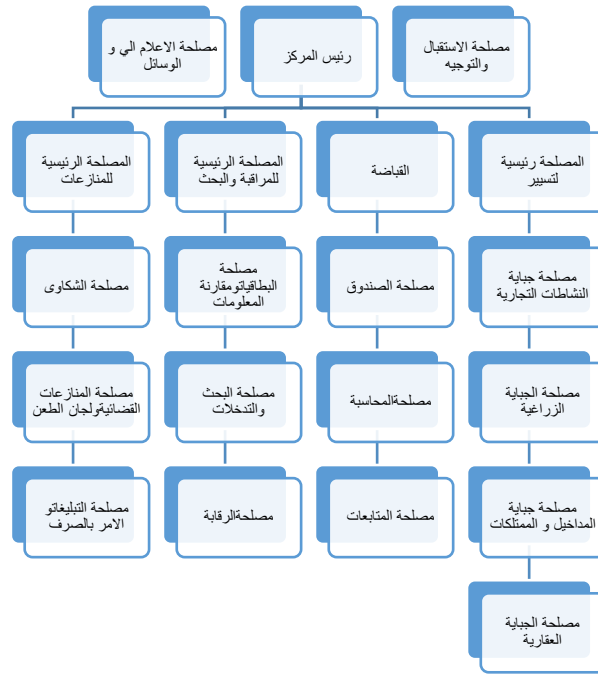 مصلحة الاستقبال
والتوجيه
رئيس المركز
مصلحة الاعلام الي و
الوسائل
المصلحة رئيسية
لتسيير
القباضة
المصلحة الرئيسية
للمراقبة والبحث
المصلحة الرئيسية
للمنازعات
مصلحة جباية
النشاطات التجارية
مصلحة الصندوق
مصلحة
البطاقياتومقارنة
المعلومات
مصلحة الشكاوى
مصلحة الجباية
الزراغية
مصلحةالمحاسبة
مصلحة البحث
والتدخلات
مصلحة المنازعات
القضائيةولجان الطعن
مصلحة جباية
المداخيل و الممتلكات
مصلحة المتابعات
مصلحةالرقابة
مصلحة التبليغاتو
الامر بالصرف
مصلحة الجباية
العقارية